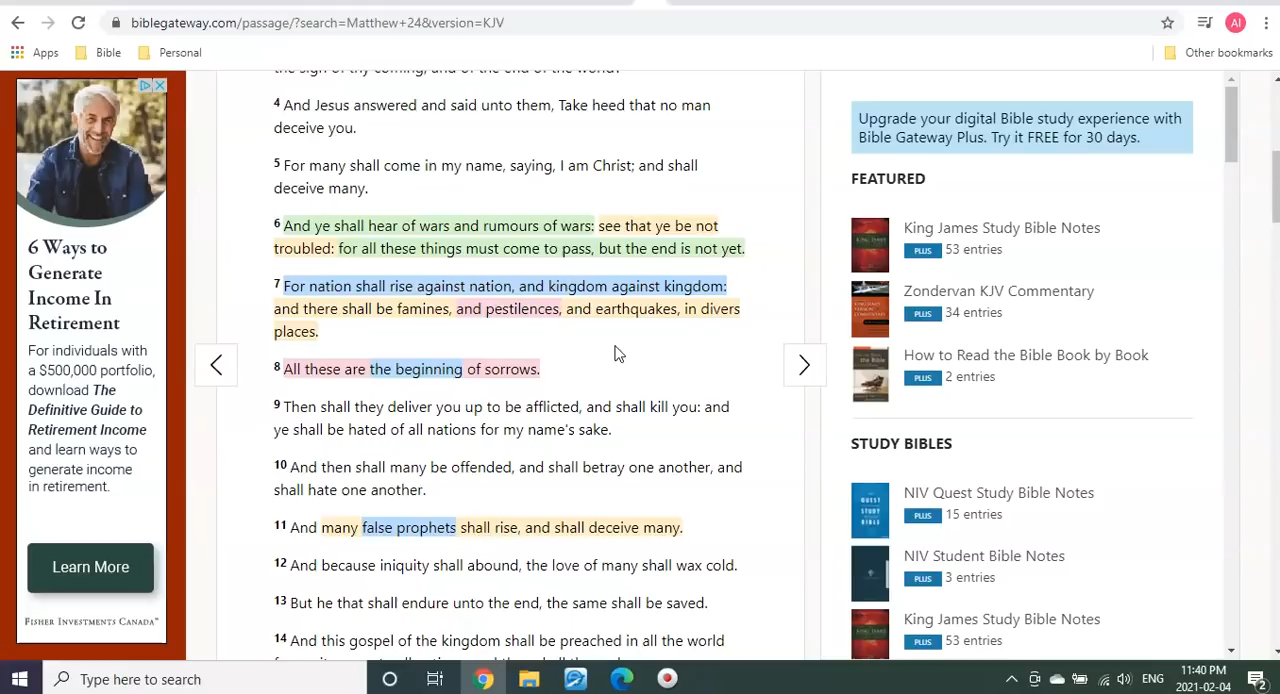 biblegateway.com/passage/?search=Matthew+24&version=KJV
AI
Apps
Bible
Personal
Other bookmarks
6 Ways to
Generate
Income In
Retirement
For individuals with
a $500,000 portfolio,
download The
Definitive Guide to
Retirement Income
and learn ways to
generate income
in retirement.
Learn More
FISHER INVESTMENTS CANADA™
4 And Jesus answered and said unto them, Take heed that no man
deceive you.
5 For many shall come in my name, saying, I am Christ; and shall
deceive many.
6 And ye shall hear of wars and rumours of wars: see that ye be not
troubled: for all these things must come to pass, but the end is not yet.
7 For nation shall rise against nation, and kingdom against kingdom:
and there shall be famines, and pestilences, and earthquakes, in divers
places.
8 All these are the beginning of sorrows.
9 Then shall they deliver you up to be afflicted, and shall kill you: and
ye shall be hated of all nations for my name's sake.
10 And then shall many be offended, and shall betray one another, and
shall hate one another.
11 And many false prophets shall rise, and shall deceive many.
12 And because iniquity shall abound, the love of many shall wax cold.
13 But he that shall endure unto the end, the same shall be saved.
14 And this gospel of the kingdom shall be preached in all the world
Upgrade your digital Bible study experience with
Bible Gateway Plus. Try it FREE for 30 days.
FEATURED
King James Study Bible Notes
PLUS 53 entries
Zondervan KJV Commentary
PLUS 34 entries
How to Read the Bible Book by Book
PLUS 2 entries
STUDY BIBLES
NIV Quest Study Bible Notes
PLUS 15 entries
NIV Student Bible Notes
PLUS 3 entries
King James Study Bible Notes
PLUS 53 entries
Type here to search
ENG
11:40 PM
2021-02-04
2